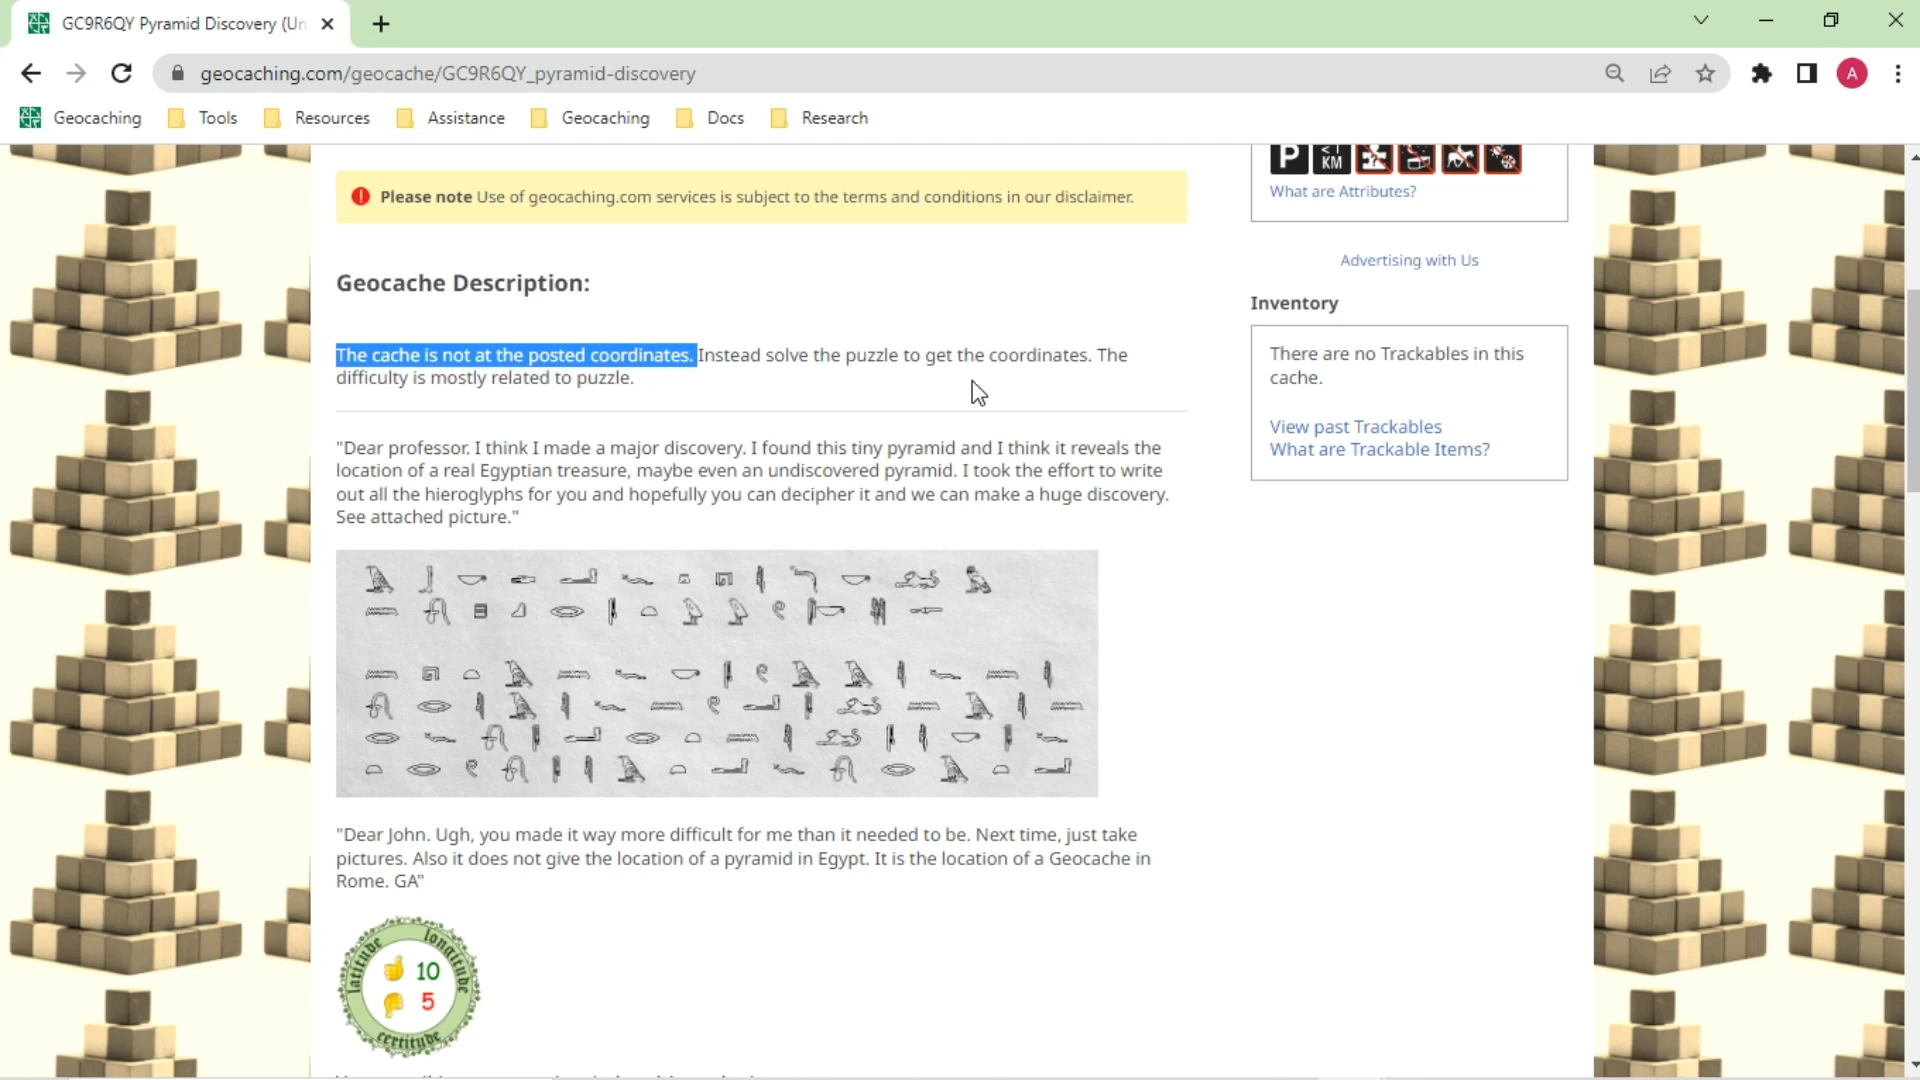 GC9R6QY Pyramid Discovery (Un
geocaching.com/geocache/GC9R6QY_pyramid-discovery
A
Geocaching Tools Resources Assistance Geocaching Docs Research
P <1 KM
What are Attributes?
Please note Use of geocaching.com services is subject to the terms and conditions in our disclaimer.
Advertising with Us
Geocache Description:
Inventory
The cache is not at the posted coordinates. Instead solve the puzzle to get the coordinates. The
difficulty is mostly related to puzzle.
There are no Trackables in this
cache.
View past Trackables
What are Trackable Items?
"Dear professor. I think I made a major discovery. I found this tiny pyramid and I think it reveals the
location of a real Egyptian treasure, maybe even an undiscovered pyramid. I took the effort to write
out all the hieroglyphs for you and hopefully you can decipher it and we can make a huge discovery.
See attached picture."
"Dear John. Ugh, you made it way more difficult for me than it needed to be. Next time, just take
pictures. Also it does not give the location of a pyramid in Egypt. It is the location of a Geocache in
Rome. GA"
latitude longitude
10
5
certitude